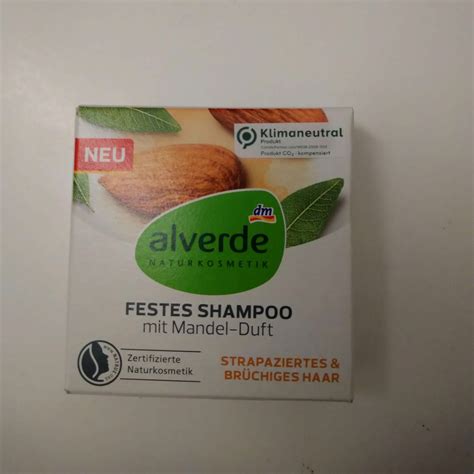 NEU
Klimaneutral
Produkt
Produkt CO₂ - kompensiert
dm
alverde
NATURKOSMETIK
FESTES SHAMPOO
mit Mandel-Duft
Zertifizierte
Naturkosmetik
STRAPAZIERTES &
BRÜCHIGES HAAR